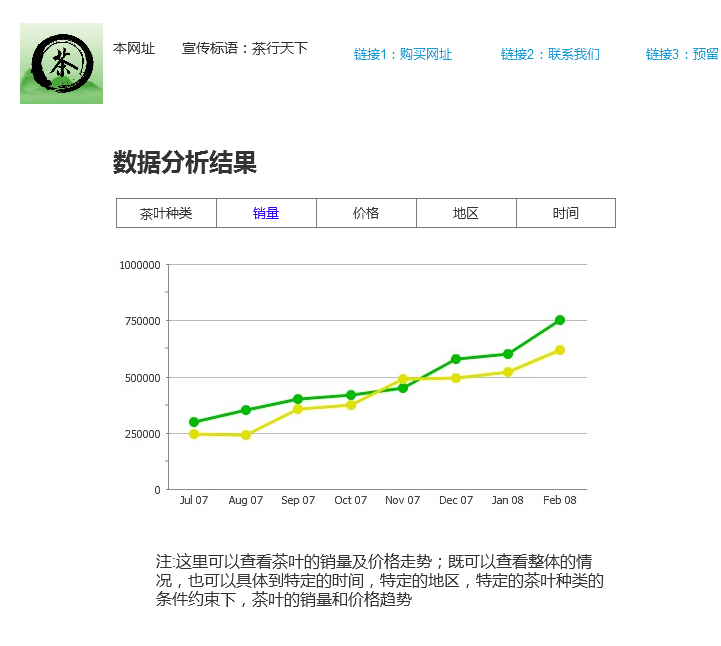 茶
本网址 宣传标语：茶行天下 链接1：购买网址 链接2：联系我们 链接3：预留
数据分析结果
茶叶种类 销量 价格 地区 时间
1000000
750000
500000
250000
0
Jul 07 Aug 07 Sep 07 Oct 07 Nov 07 Dec 07 Jan 08 Feb 08
注:这里可以查看茶叶的销量及价格走势；既可以查看整体的情
况，也可以具体到特定的时间，特定的地区，特定的茶叶种类的
条件约束下，茶叶的销量和价格趋势